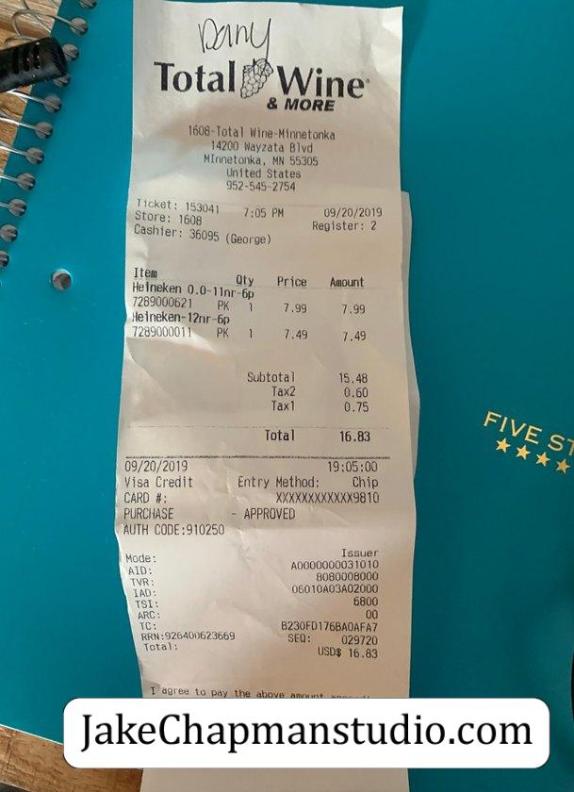 Dany
Total Wine
& MORE
1608-Total Wine-Minnetonka
14200 Wayzata Blvd
MInnetonka, MN 55305
United States
952-545-2754
Ticket: 153041 7:05 PM 09/20/2019
Store: 1608 Register: 2
Cashier: 36095 (George)
Item Qty Price Amount
Heineken 0.0-11nr-6p
7289000621 PK 1 7.99 7.99
Heineken-12nr-6p
7289000011 PK 1 7.49 7.49
Subtotal 15.48
Tax2 0.60
Tax1 0.75
Total 16.83
09/20/2019 19:05:00
Visa Credit Entry Method: Chip
CARD #: XXXXXXXXXXXX9810
PURCHASE - APPROVED
AUTH CODE:910250
Mode: Issuer
AID: A0000000031010
TVR: 8080008000
IAD: 06010A03A02000
TSI: 6800
ARC: 00
TC: B230FD176BA0AFA7
RRN:926400623669 SEQ: 029720
Total: USD$ 16.83
I agree to pay the above amount
FIVE ST
JakeChapmanstudio.com